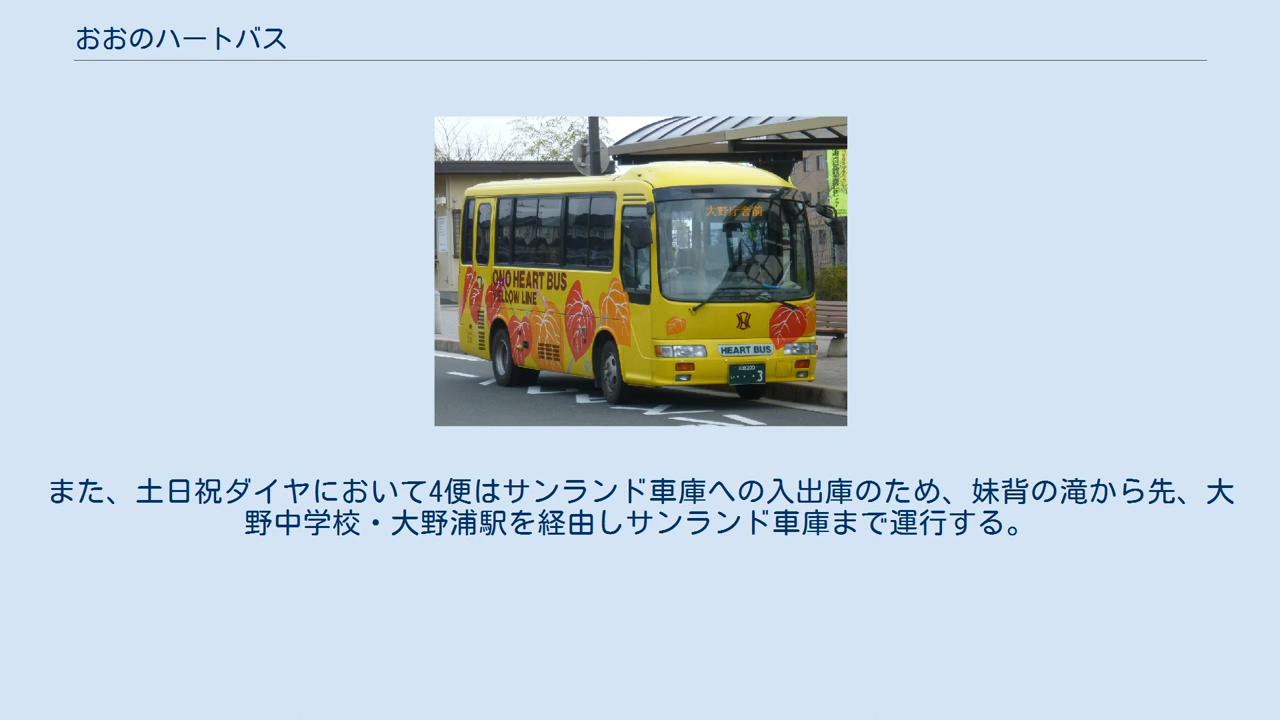 おおのハートバス
大野庁舎前
ONO HEART BUS
YELLOW LINE
HEART BUS
3
また、土日祝ダイヤにおいて4便はサンランド車庫への入出庫のため、妹背の滝から先、大
野中学校・大野浦駅を経由しサンランド車庫まで運行する。